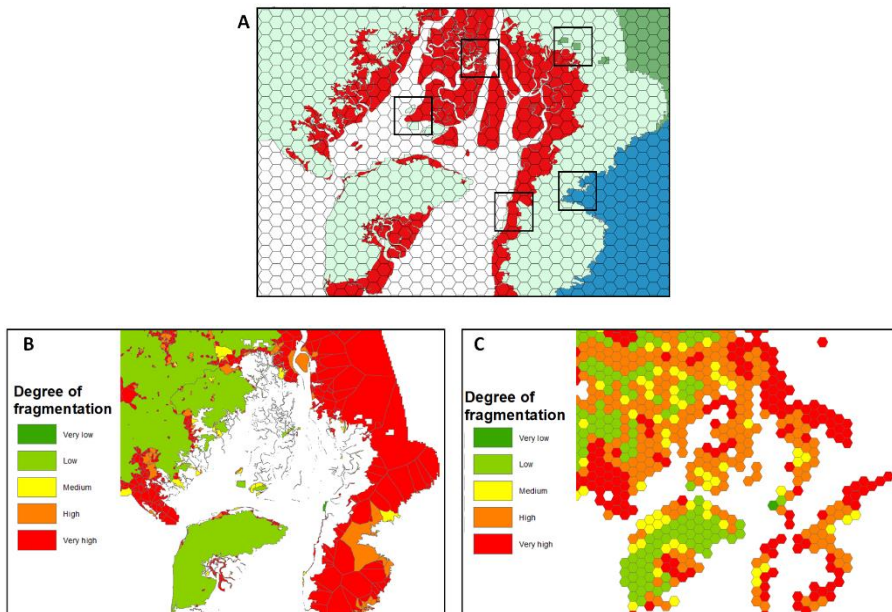 A
B
Degree of
fragmentation
Very low
Low
Medium
High
Very high
C
Degree of
fragmentation
Very low
Low
Medium
High
Very high